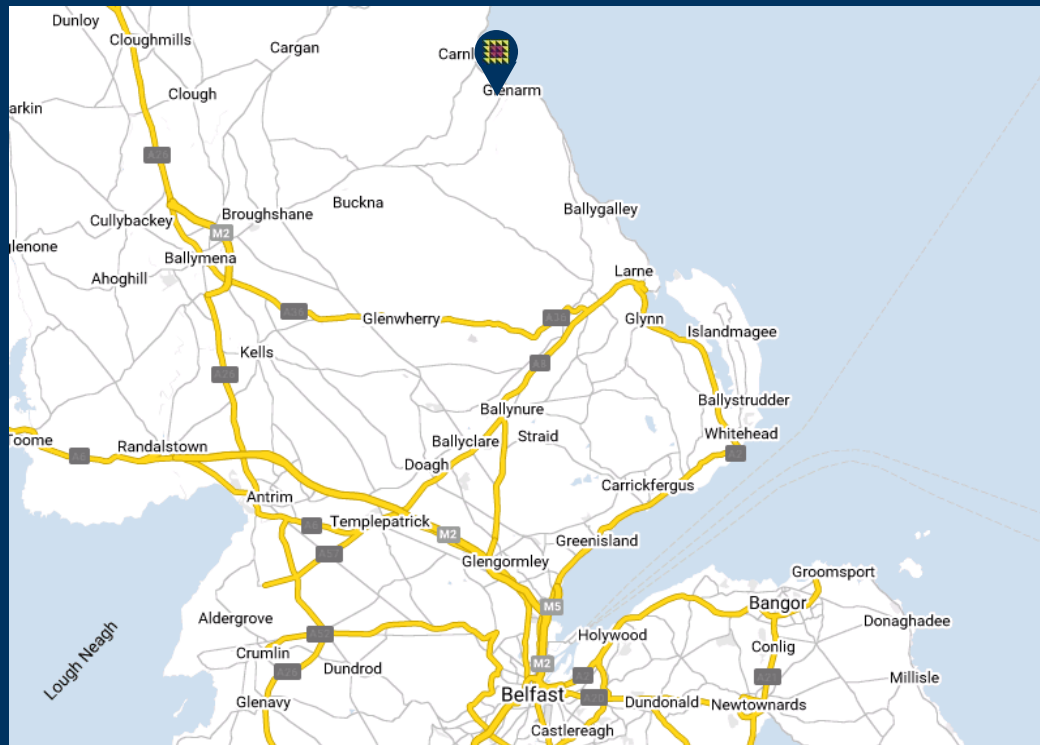 Dunloy
Cloughmills
Cargan
Carnl
Glenarm
Clough
arkin
A26
Buckna
Ballygalley
Cullybackey
Broughshane
M2
glenone
Ballymena
Ahoghill
Larne
A36
Glenwherry
A36
Glynn
Islandmagee
Kells
A8
A26
Ballystrudder
Ballynure
Straid
Whitehead
Toome
Randalstown
Ballyclare
A6
A2
Doagh
Carrickfergus
Antrim
Templepatrick
A6
M2
Greenisland
A57
Glengormley
Groomsport
Bangor
M5
Aldergrove
Donaghadee
Holywood
A52
Conlig
Crumlin
Lough Neagh
Dundrod
M2
A26
A2
A21
Millisle
Glenavy
Belfast
A20
Dundonald
Newtownards
Castlereagh